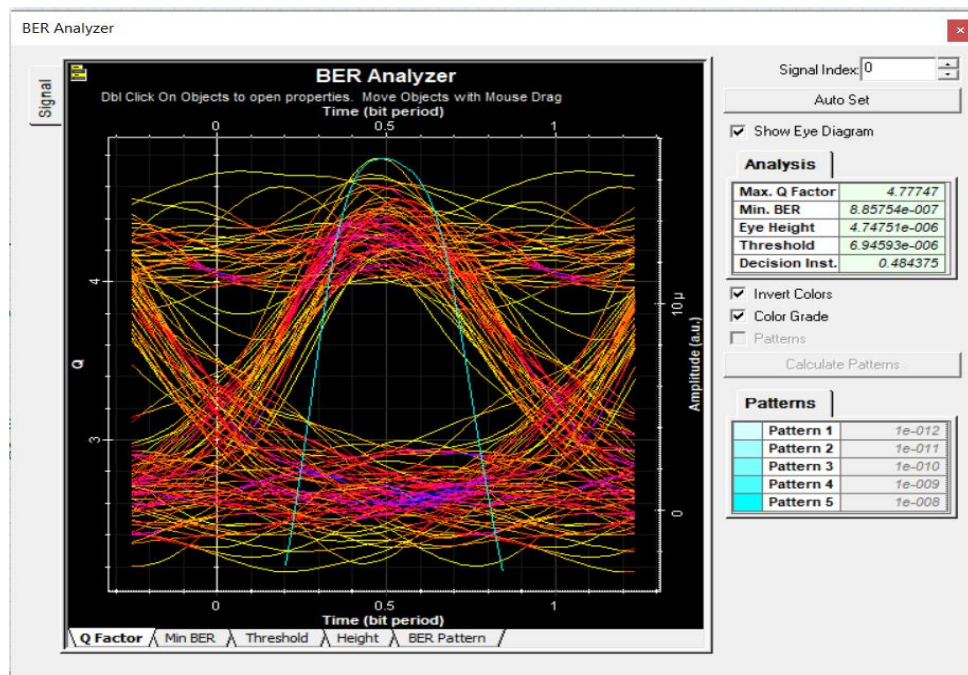 BER Analyzer
Signal
BER Analyzer
Dbl Click On Objects to open properties. Move Objects with Mouse Drag
Time (bit period)
0 0.5 1
Q
4
3
10 µ
0
Amplitude (a.u.)
0 0.5 1
Time (bit period)
Q Factor Min BER Threshold Height BER Pattern
Signal Index: 0
Auto Set
Show Eye Diagram
Analysis
Max. Q Factor 4.77747
Min. BER 8.85754e-007
Eye Height 4.74751e-006
Threshold 6.94593e-006
Decision Inst. 0.484375
Invert Colors
Color Grade
Patterns
Calculate Patterns
Patterns
Pattern 1 1e-012
Pattern 2 1e-011
Pattern 3 1e-010
Pattern 4 1e-009
Pattern 5 1e-008